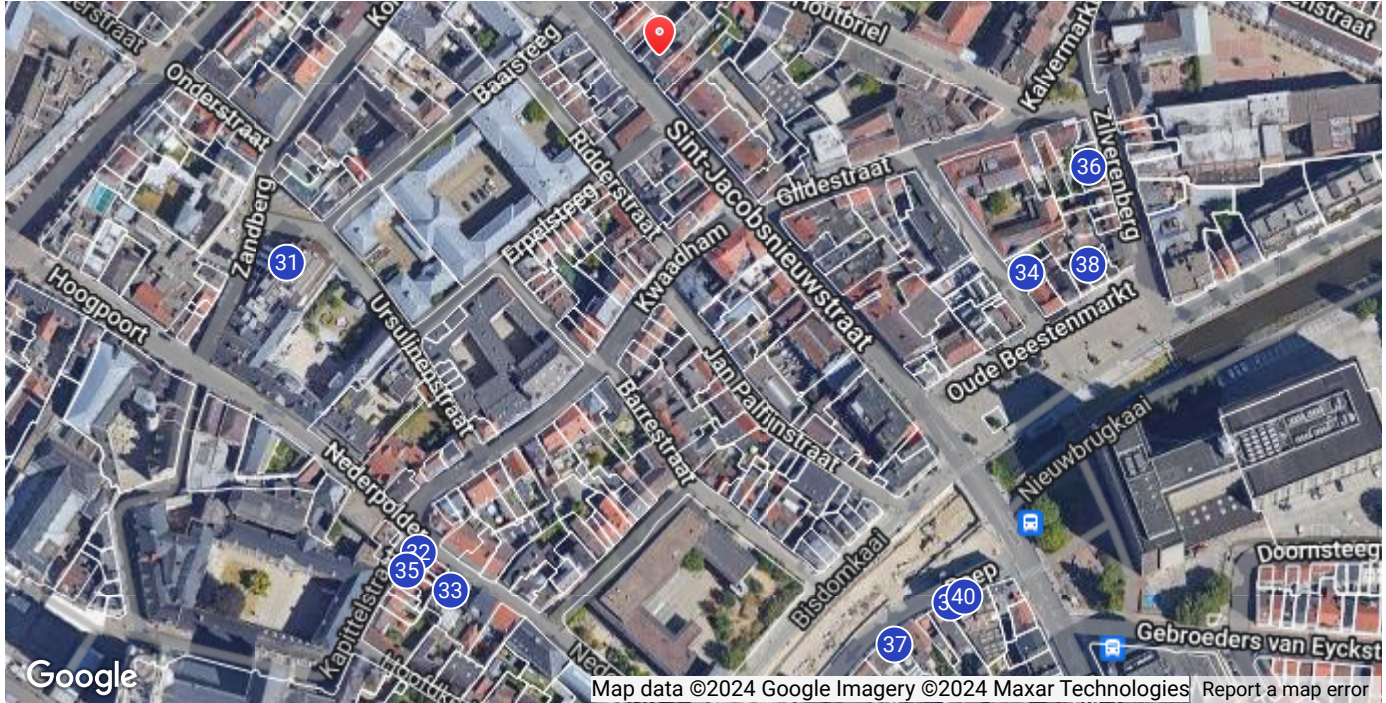 Houtbriel
Onderstraat
Baaisteeg
Kalvermarkt
Zilverenberg
Ridderstraat
Sint-Jacobsnieuwstraat
36
Gildestraat
Zandberg
Erpelsteeg
31
Kwaadham
34
38
Hoogpoort
Ursulinenstraat
Oude Beestenmarkt
Jan Palfijnstraat
Barrestraat
Nieuwbrugkaai
Nederpolder
32
35
33
Kapittelstraat
Bisdomkaai
Doornsteeg
40
37
Gebroeders van Eyckst
Google
Map data ©2024 Google Imagery ©2024 Maxar Technologies
Report a map error